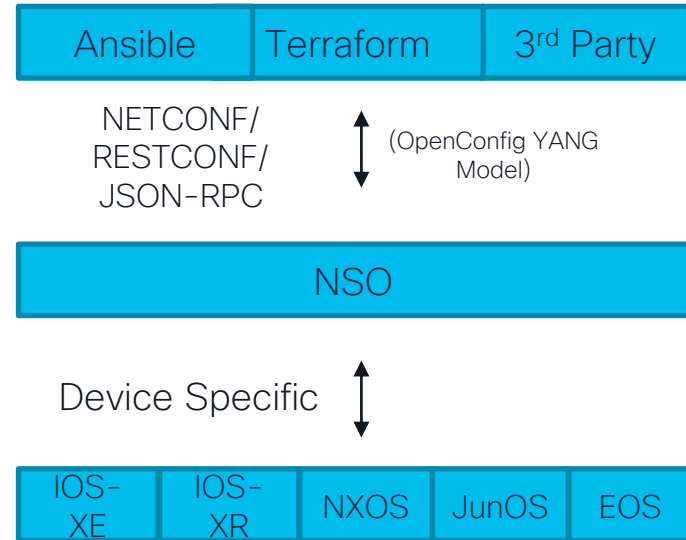 Ansible
Terraform
3rd Party
NETCONF/
RESTCONF/
JSON-RPC
(OpenConfig YANG
Model)
NSO
Device Specific
IOS-
XE
IOS-
XR
NXOS
JunOS
EOS